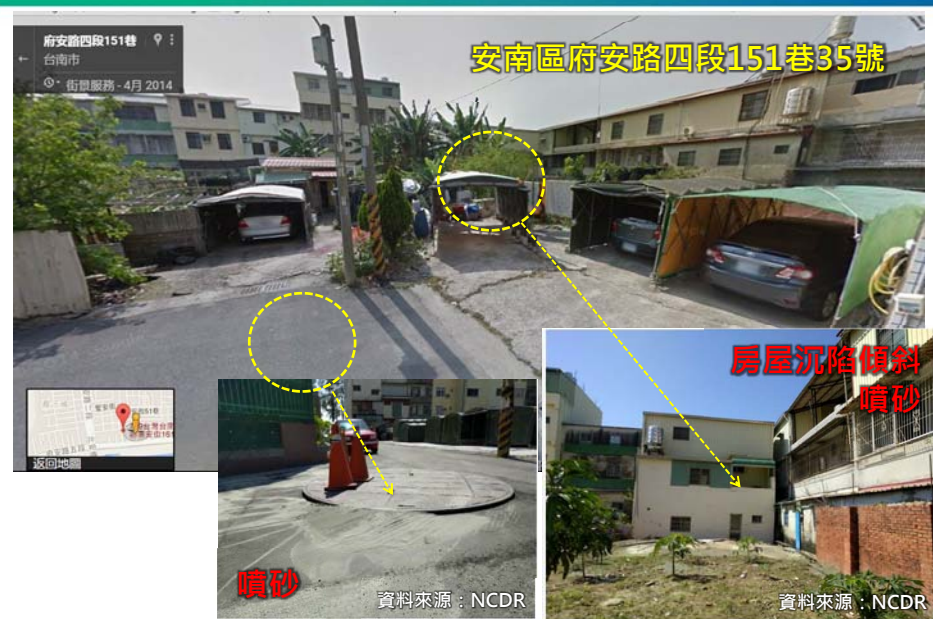 府安路四段151巷
台南市
街景服務 - 4月 2014
安南區府安路四段151巷35號
房屋沉陷傾斜
噴砂
返回地圖
噴砂
資料來源：NCDR
資料來源：NCDR